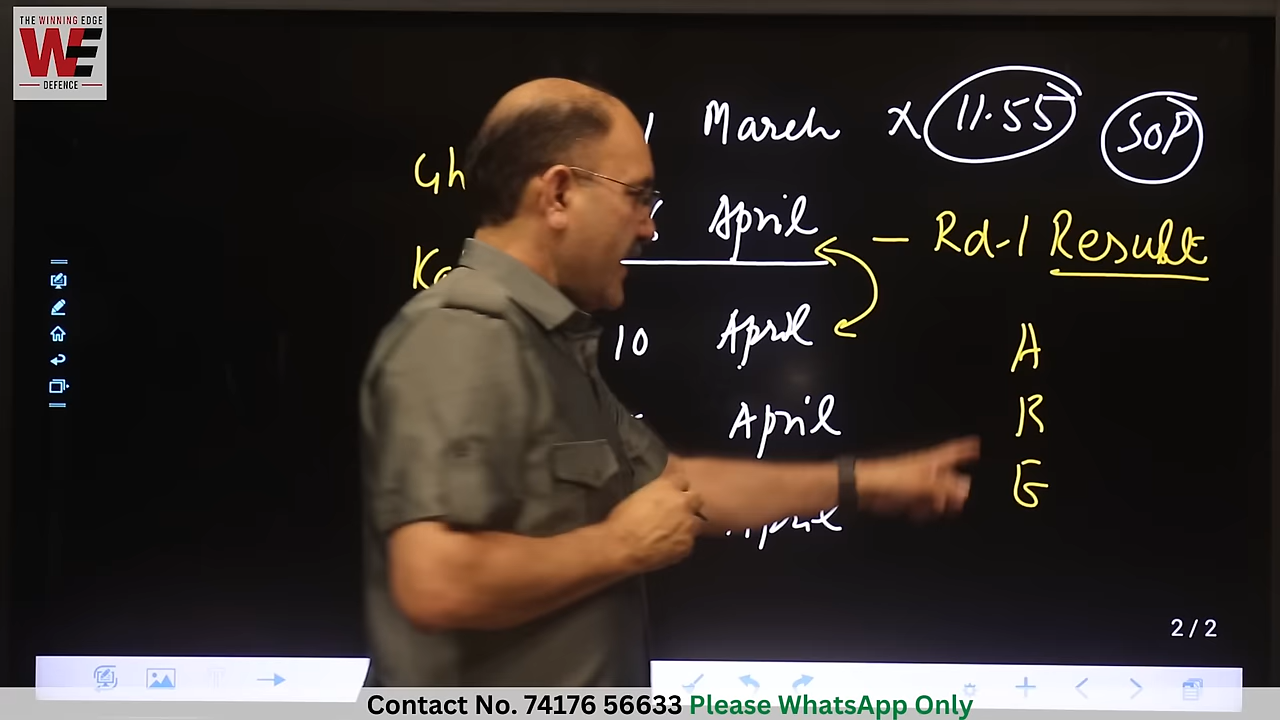 THE WINNING EDGE
WE
DEFENCE
March x 11.55 SOP
Gh
April — Rd-1 Result
10 April
A
April
R
G
April
2/2
Contact No. 74176 56633 Please WhatsApp Only